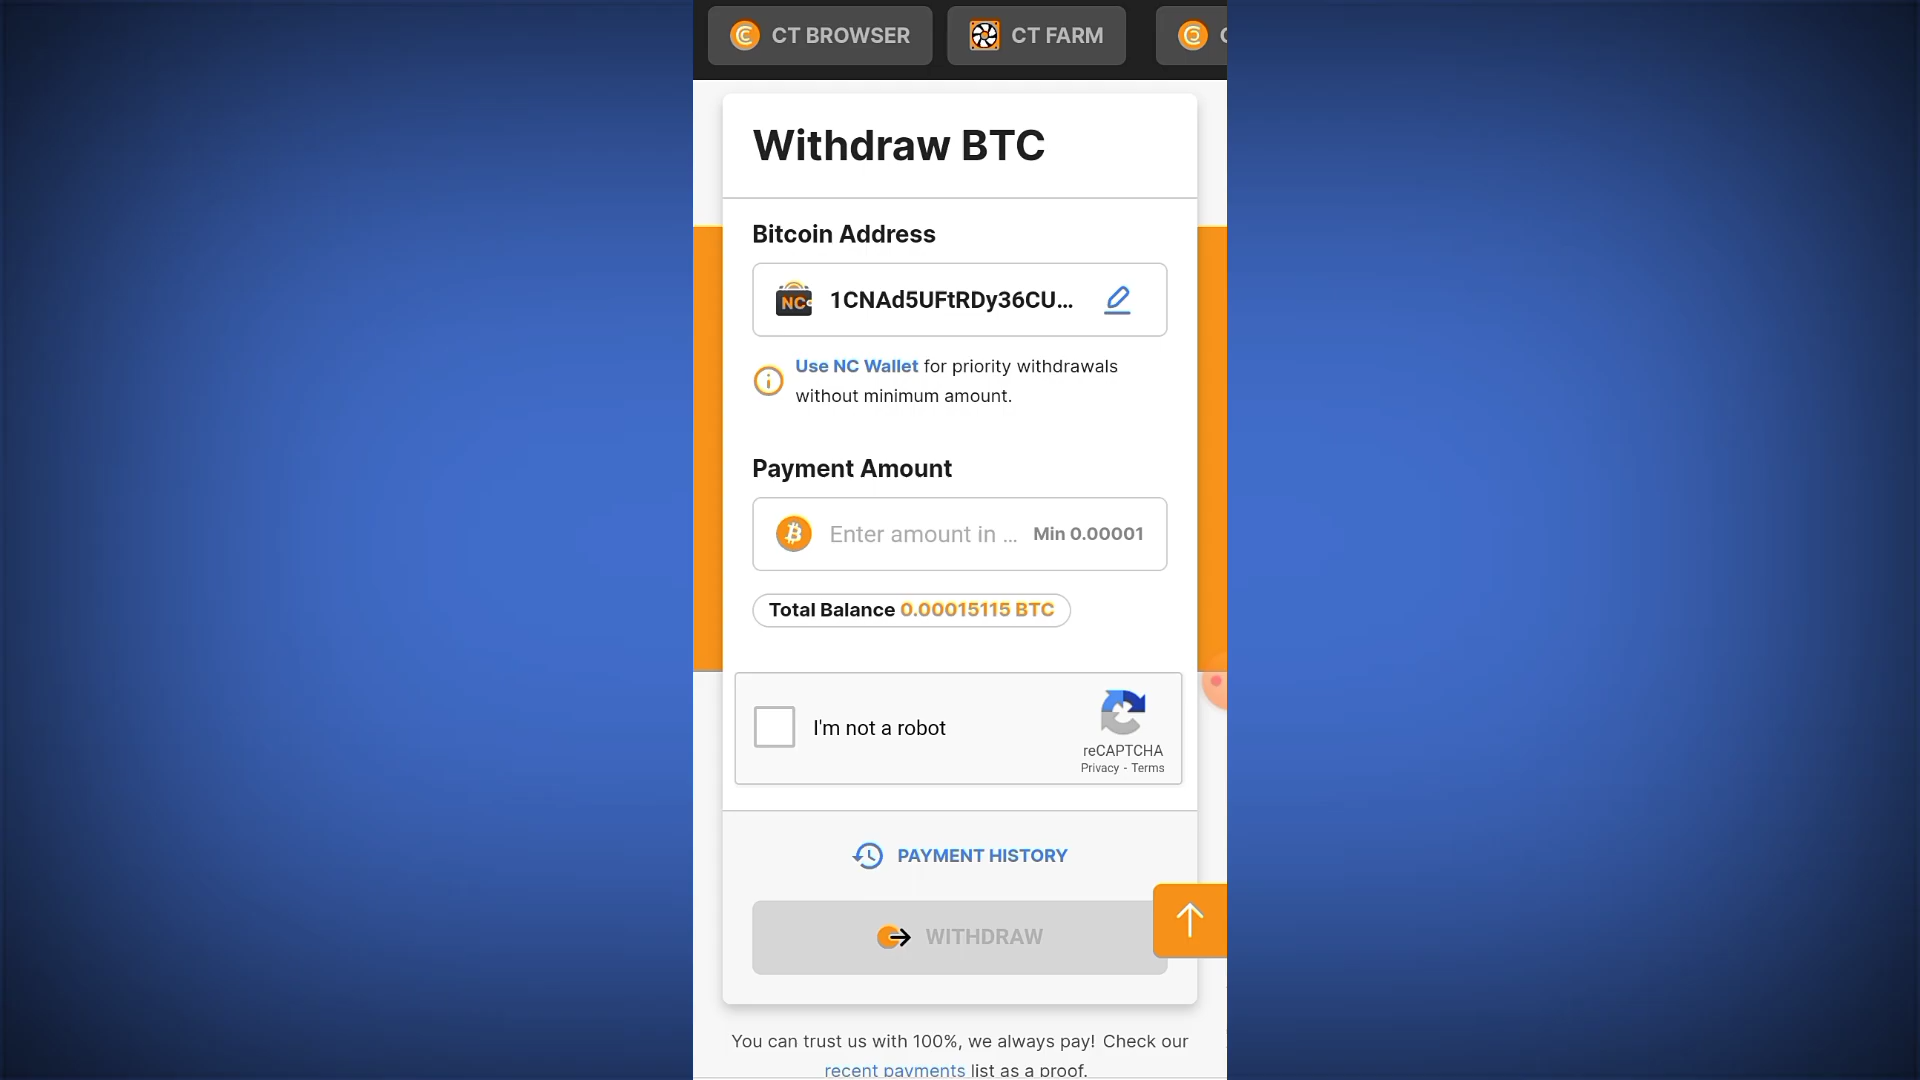 CT BROWSER
CT FARM
Withdraw BTC
Bitcoin Address
NC
1CNAd5UFtRDy36CU...
Use NC Wallet for priority withdrawals
without minimum amount.
Payment Amount
Enter amount in ... Min 0.00001
Total Balance 0.00015115 BTC
I'm not a robot
reCAPTCHA
Privacy - Terms
PAYMENT HISTORY
WITHDRAW
You can trust us with 100%, we always pay! Check our
recent payments list as a proof.